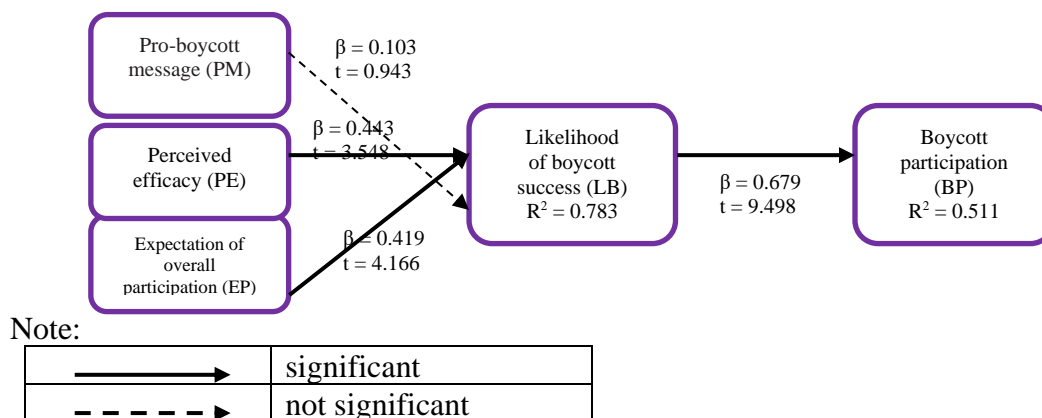 Pro-boycott
message (PM)
β = 0.103
t = 0.943
Perceived
efficacy (PE)
β = 0.443
t = 3.548
Expectation of
overall
participation (EP)
β = 0.419
t = 4.166
Likelihood
of boycott
success (LB)
R² = 0.783
β = 0.679
t = 9.498
Boycott
participation
(BP)
R² = 0.511
Note:
significant
not significant